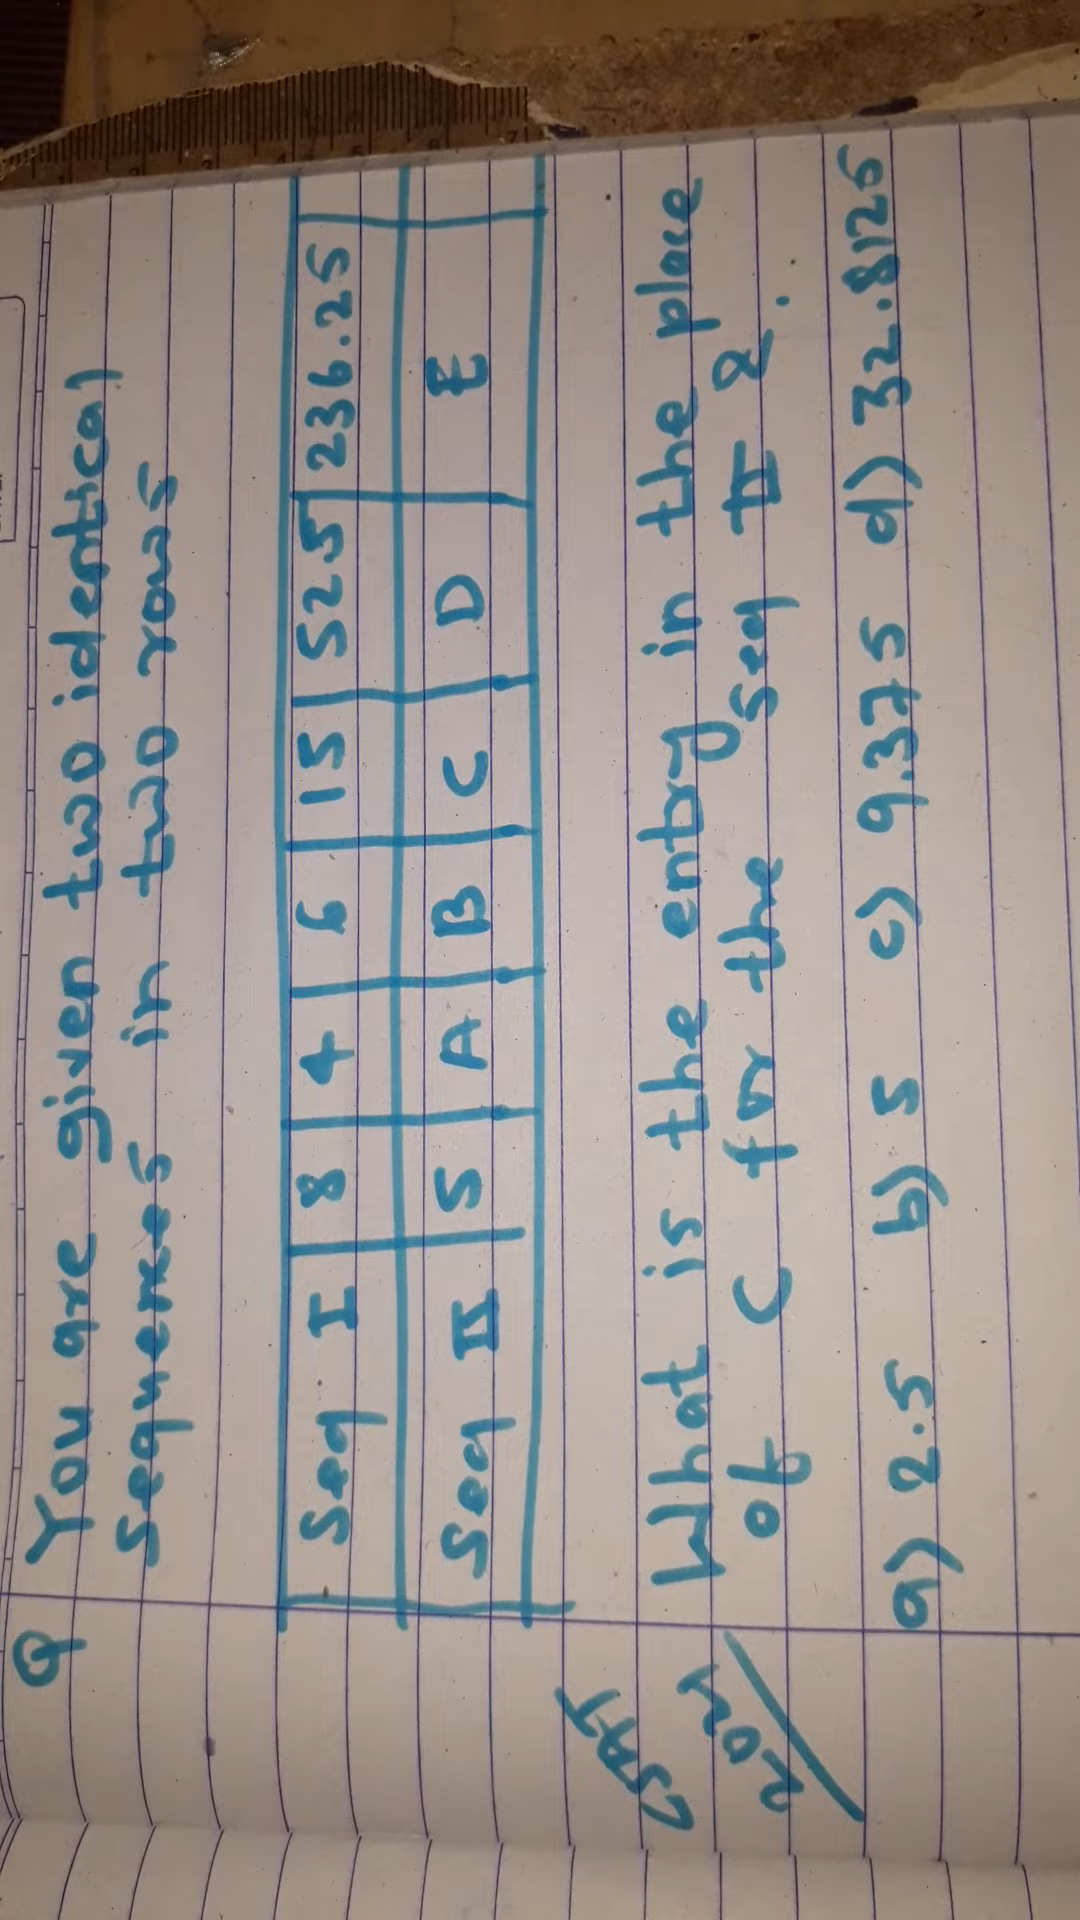 Q You are given two identical
Sequences in two rows
Seq I 8 4 6 15 52.5 236.25
Seq II 5 A B C D E
What is the entry in the place
of C for the Seq II ?
a) 2.5 b) 5 c) 9.375 d) 32.8125
CSAT